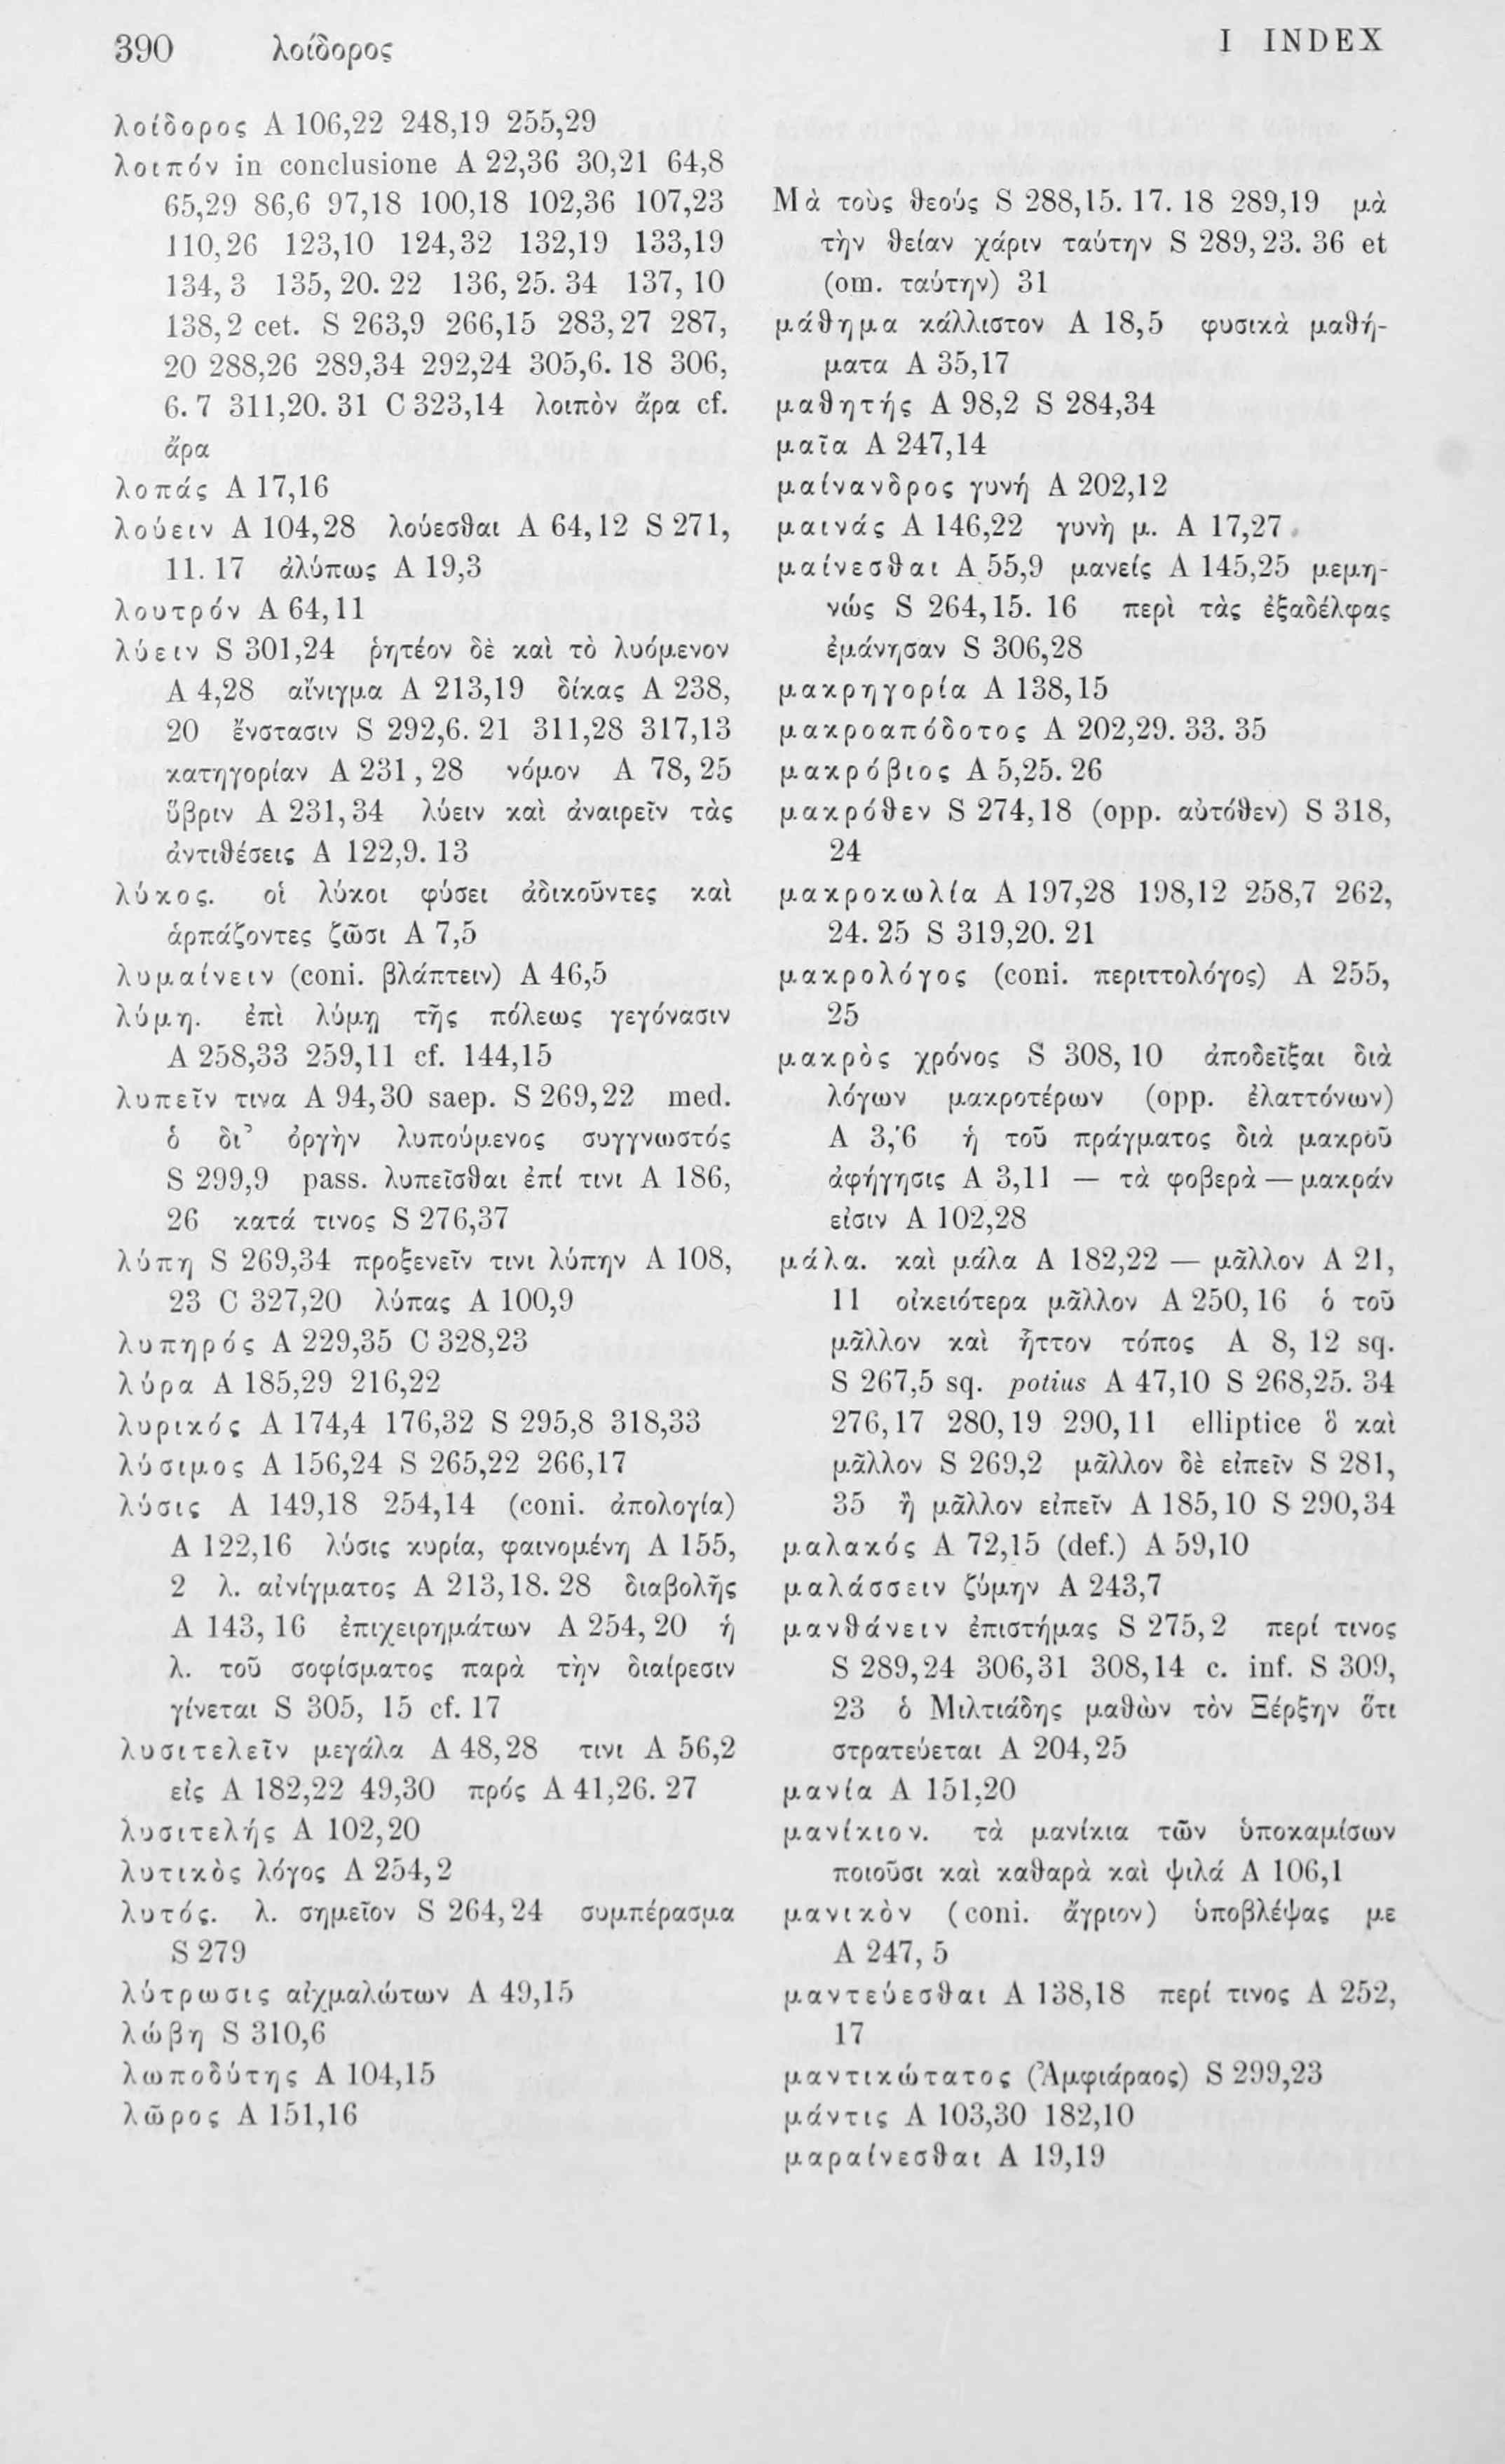 390 λοίδορος I INDEX
λοίδορος A 106,22 248,19 255,29
λοιπόν in conclusione A 22,36 30,21 64,8
65,29 86,6 97,18 100,18 102,36 107,23
110,26 123,10 124,32 132,19 133,19
134, 3 135, 20. 22 136, 25. 34 137, 10
138,2 cet. S 263,9 266,15 283,27 287,
20 288,26 289,34 292,24 305,6. 18 306,
6. 7 311,20. 31 C 323,14 λοιπὸν ἄρα cf.
ἄρα
λοπάς A 17,16
λούειν A 104,28 λούεσθαι A 64,12 S 271,
11. 17 ἀλύπως A 19,3
λουτρόν A 64,11
λύειν S 301,24 ῥητέον δὲ καὶ τὸ λυόμενον
A 4,28 αἴνιγμα A 213,19 δίκας A 238,
20 ἔνστασιν S 292,6. 21 311,28 317,13
κατηγορίαν A 231, 28 νόμον A 78, 25
ὕβριν A 231, 34 λύειν καὶ ἀναιρεῖν τὰς
ἀντιθέσεις A 122,9. 13
λύκος. οἱ λύκοι φύσει ἀδικοῦντες καὶ
ἁρπάζοντες ζῶσι A 7,5
λυμαίνειν (coni. βλάπτειν) A 46,5
λύμη. ἐπὶ λύμῃ τῆς πόλεως γεγόνασιν
A 258,33 259,11 cf. 144,15
λυπεῖν τινα A 94,30 saep. S 269,22 med.
ὁ δι᾽ ὀργὴν λυπούμενος συγγνωστός
S 299,9 pass. λυπεῖσθαι ἐπί τινι A 186,
26 κατά τινος S 276,37
λύπη S 269,34 προξενεῖν τινι λύπην A 108,
23 C 327,20 λύπας A 100,9
λυπηρός A 229,35 C 328,23
λύρα A 185,29 216,22
λυρικός A 174,4 176,32 S 295,8 318,33
λύσιμος A 156,24 S 265,22 266,17
λύσις A 149,18 254,14 (coni. ἀπολογία)
A 122,16 λύσις κυρία, φαινομένη A 155,
2 λ. αἰνίγματος A 213,18. 28 διαβολῆς
A 143, 16 ἐπιχειρημάτων A 254, 20 ἡ
λ. τοῦ σοφίσματος παρὰ τὴν διαίρεσιν
γίνεται S 305, 15 cf. 17
λυσιτελεῖν μεγάλα A 48,28 τινι A 56,2
εἰς A 182,22 49,30 πρός A 41,26. 27
λυσιτελής A 102,20
λυτικὸς λόγος A 254,2
λυτός. λ. σημεῖον S 264,24 συμπέρασμα
S 279
λύτρωσις αἰχμαλώτων A 49,15
λώβη S 310,6
λωποδύτης A 104,15
λῶρος A 151,16
Μὰ τοὺς θεούς S 288,15. 17. 18 289,19 μὰ
τὴν θείαν χάριν ταύτην S 289, 23. 36 et
(om. ταύτην) 31
μάθημα κάλλιστον A 18,5 φυσικὰ μαθή-
ματα A 35,17
μαθητής A 98,2 S 284,34
μαῖα A 247,14
μαίνανδρος γυνή A 202,12
μαινάς A 146,22 γυνὴ μ. A 17,27
μαίνεσθαι A 55,9 μανείς A 145,25 μεμη-
νώς S 264,15. 16 περὶ τὰς ἐξαδέλφας
ἐμάνησαν S 306,28
μακρηγορία A 138,15
μακροαπόδοτος A 202,29. 33. 35
μακρόβιος A 5,25. 26
μακρόθεν S 274,18 (opp. αὐτόθεν) S 318,
24
μακροκωλία A 197,28 198,12 258,7 262,
24. 25 S 319,20. 21
μακρολόγος (coni. περιττολόγος) A 255,
25
μακρὸς χρόνος S 308, 10 ἀποδεῖξαι διὰ
λόγων μακροτέρων (opp. ἐλαττόνων)
A 3,'6 ἡ τοῦ πράγματος διὰ μακροῦ
ἀφήγησις A 3,11 — τὰ φοβερὰ — μακράν
εἰσιν A 102,28
μάλα. καὶ μάλα A 182,22 — μᾶλλον A 21,
11 οἰκειότερα μᾶλλον A 250, 16 ὁ τοῦ
μᾶλλον καὶ ἧττον τόπος A 8, 12 sq.
S 267,5 sq. potius A 47,10 S 268,25. 34
276,17 280,19 290,11 elliptice ὃ καὶ
μᾶλλον S 269,2 μᾶλλον δὲ εἰπεῖν S 281,
35 ἢ μᾶλλον εἰπεῖν A 185,10 S 290,34
μαλακός A 72,15 (def.) A 59,10
μαλάσσειν ζύμην A 243,7
μανθάνειν ἐπιστήμας S 275,2 περί τινος
S 289,24 306,31 308,14 c. inf. S 309,
23 ὁ Μιλτιάδης μαθὼν τὸν Ξέρξην ὅτι
στρατεύεται A 204,25
μανία A 151,20
μανίκιον. τὰ μανίκια τῶν ὑποκαμίσων
ποιοῦσι καὶ καθαρὰ καὶ ψιλά A 106,1
μανικὸν (coni. ἄγριον) ὑποβλέψας με
A 247, 5
μαντεύεσθαι A 138,18 περί τινος A 252,
17
μαντικώτατος (Ἀμφιάραος) S 299,23
μάντις A 103,30 182,10
μαραίνεσθαι A 19,19